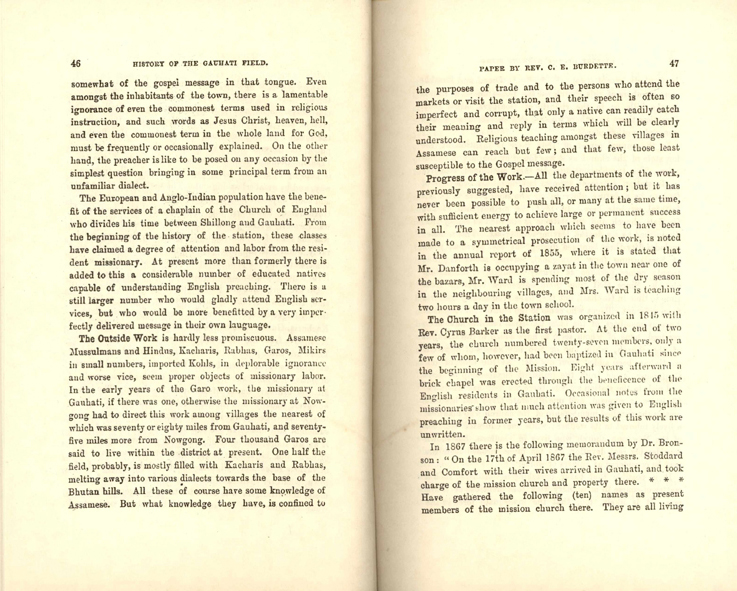 46 HISTORY OF THE GAUHATI FIELD.
somewhat of the gospel message in that tongue. Even
amongst the inhabitants of the town, there is a lamentable
ignorance of even the commonest terms used in religious
instruction, and such words as Jesus Christ, heaven, hell,
and even the commonest term in the whole land for God,
must be frequently or occasionally explained. On the other
hand, the preacher is like to be posed on any occasion by the
simplest question bringing in some principal term from an
unfamiliar dialect.
The European and Anglo-Indian population have the bene-
fit of the services of a chaplain of the Church of England
who divides his time between Shillong and Gauhati. From
the beginning of the history of the station, these classes
have claimed a degree of attention and labor from the resi-
dent missionary. At present more than formerly there is
added to this a considerable number of educated natives
capable of understanding English preaching. There is a
still larger number who would gladly attend English ser-
vices, but who would be more benefitted by a very imper-
fectly delivered message in their own language.
The Outside Work is hardly less promiscuous. Assamese
Mussulmans and Hindus, Kacharis, Rabhas, Garos, Mikirs
in small numbers, imported Kohls, in deplorable ignorance
and worse vice, seem proper objects of missionary labor.
In the early years of the Garo work, the missionary at
Gauhati, if there was one, otherwise the missionary at Now-
gong had to direct this work among villages the nearest of
which was seventy or eighty miles from Gauhati, and seventy-
five miles more from Nowgong. Four thousand Garos are
said to live within the district at present. One half the
field, probably, is mostly filled with Kacharis and Rabhas,
melting away into various dialects towards the base of the
Bhutan hills. All these of course have some knowledge of
Assamese. But what knowledge they have, is confined to
PAPER BY REV. C. E. BURDETTE. 47
the purposes of trade and to the persons who attend the
markets or visit the station, and their speech is often so
imperfect and corrupt, that only a native can readily catch
their meaning and reply in terms which will be clearly
understood. Religious teaching amongst these villages in
Assamese can reach but few; and that few, those least
susceptible to the Gospel message.
Progress of the Work.—All the departments of the work,
previously suggested, have received attention; but it has
never been possible to push all, or many at the same time,
with sufficient energy to achieve large or permanent success
in all. The nearest approach which seems to have been
made to a symmetrical prosecution of the work, is noted
in the annual report of 1855, where it is stated that
Mr. Danforth is occupying a zayat in the town near one of
the bazars, Mr. Ward is spending most of the dry season
in the neighbouring villages, and Mrs. Ward is teaching
two hours a day in the town school.
The Church in the Station was organized in 1845 with
Rev. Cyrus Barker as the first pastor. At the end of two
years, the church numbered twenty-seven members, only a
few of whom, however, had been baptized in Gauhati since
the beginning of the Mission. Eight years afterward a
brick chapel was erected through the beneficence of the
English residents in Gauhati. Occasional notes from the
missionaries show that much attention was given to English
preaching in former years, but the results of this work are
unwritten.
In 1867 there is the following memorandum by Dr. Bron-
son: "On the 17th of April 1867 the Rev. Messrs. Stoddard
and Comfort with their wives arrived in Gauhati, and took
charge of the mission church and property there. * * *
Have gathered the following (ten) names as present
members of the mission church there. They are all living